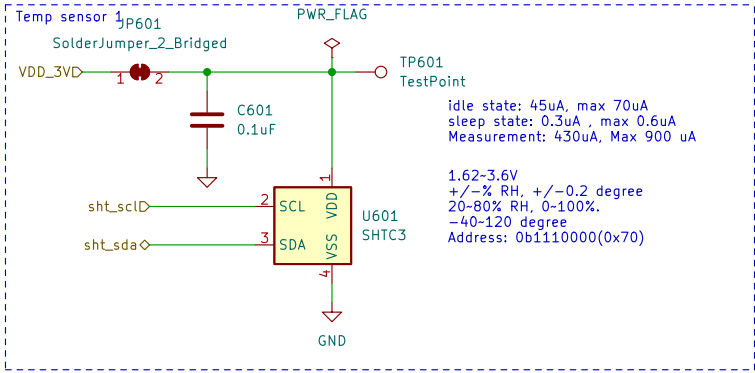 Temp sensor 1
JP601
SolderJumper_2_Bridged
PWR_FLAG
VDD_3V
1
2
TP601
TestPoint
C601
0.1uF
idle state: 45uA, max 70uA
sleep state: 0.3uA , max 0.6uA
Measurement: 430uA, Max 900 uA
1.62~3.6V
+/-% RH, +/-0.2 degree
20~80% RH, 0~100%.
-40~120 degree
Address: 0b1110000(0x70)
1
sht_scl
2
SCL
VDD
U601
SHTC3
sht_sda
3
SDA
VSS
4
GND